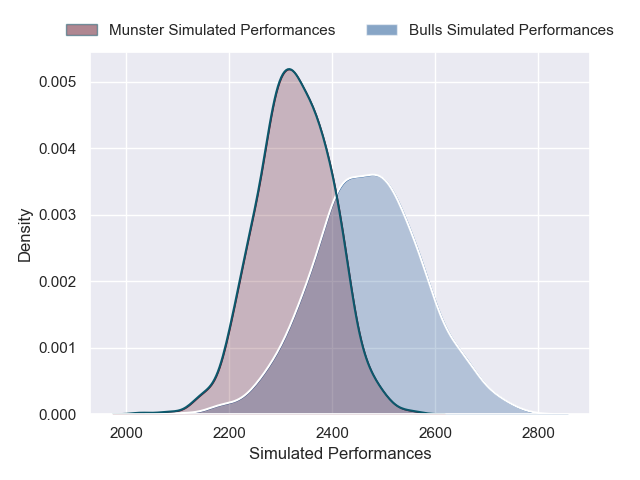 Munster Simulated Performances Bulls Simulated Performances
0.005
0.004
0.003
0.002
0.001
0.000
Density
2000 2200 2400 2600 2800
Simulated Performances